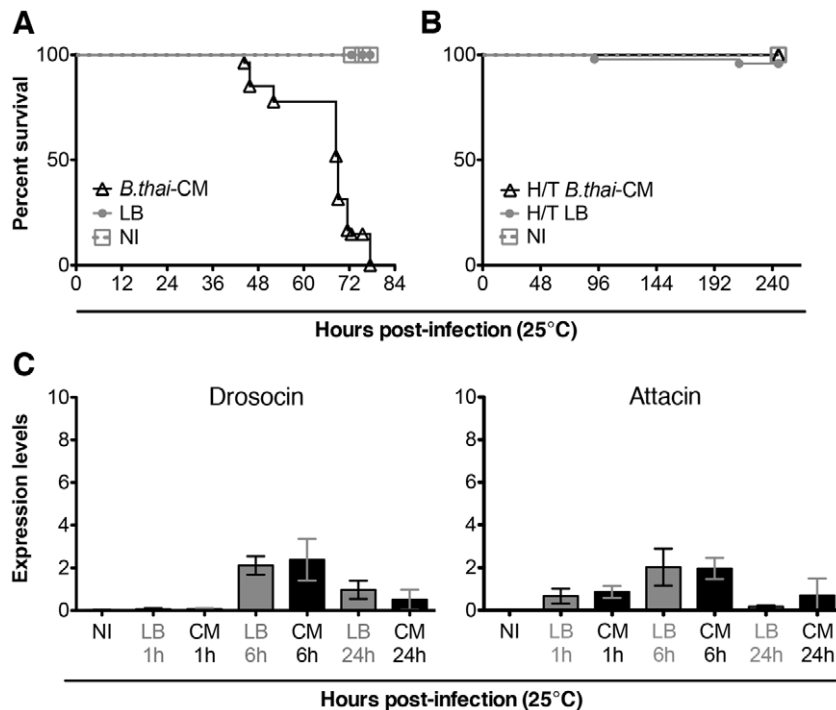 A
B
Percent survival
100
50
0
B.thai-CM
LB
NI
0 12 24 36 48 60 72 84
100
50
0
H/T B.thai-CM
H/T LB
NI
0 48 96 144 192 240
Hours post-infection (25°C)
C
Expression levels
Drosocin
10
8
6
4
2
0
NI LB CM LB CM LB CM
1h 1h 6h 6h 24h 24h
Attacin
10
8
6
4
2
0
NI LB CM LB CM LB CM
1h 1h 6h 6h 24h 24h
Hours post-infection (25°C)